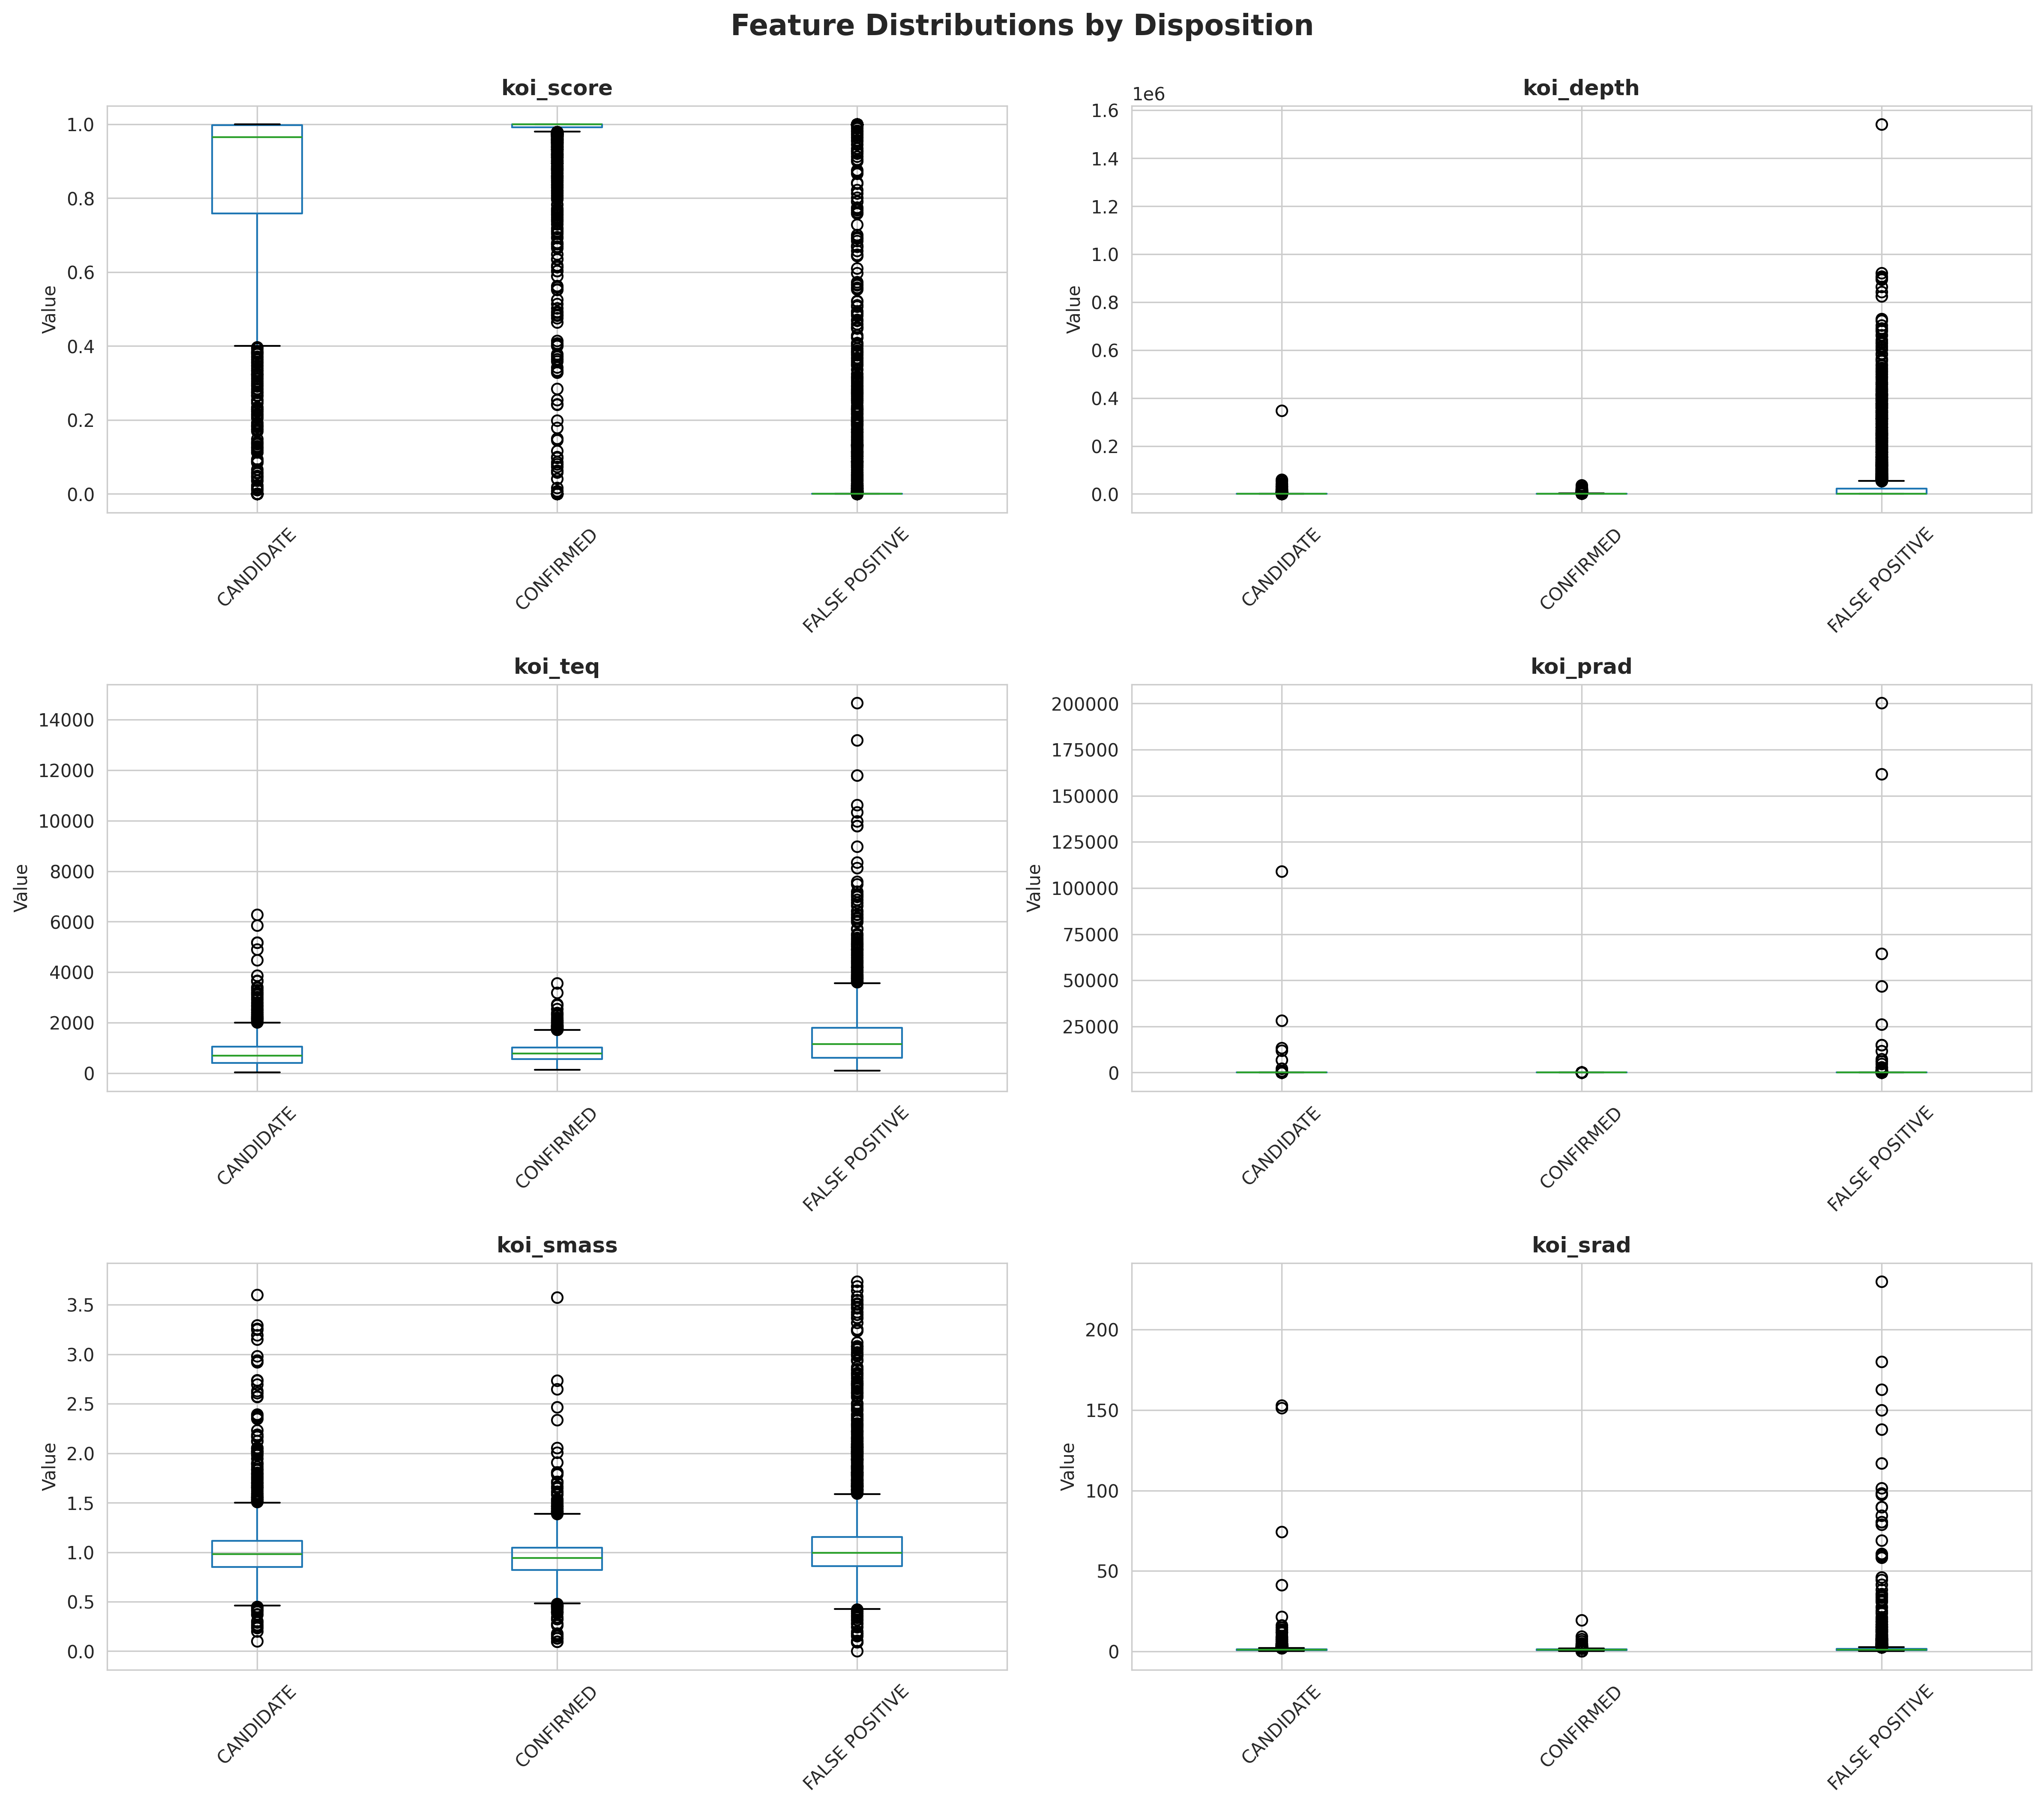 Feature Distributions by Disposition
koi_score
Value
1.0
0.8
0.6
0.4
0.2
0.0
CANDIDATE
CONFIRMED
FALSE POSITIVE
koi_depth
1e6
Value
1.6
1.4
1.2
1.0
0.8
0.6
0.4
0.2
0.0
CANDIDATE
CONFIRMED
FALSE POSITIVE
koi_teq
Value
14000
12000
10000
8000
6000
4000
2000
0
CANDIDATE
CONFIRMED
FALSE POSITIVE
koi_prad
Value
200000
175000
150000
125000
100000
75000
50000
25000
0
CANDIDATE
CONFIRMED
FALSE POSITIVE
koi_smass
Value
3.5
3.0
2.5
2.0
1.5
1.0
0.5
0.0
CANDIDATE
CONFIRMED
FALSE POSITIVE
koi_srad
Value
200
150
100
50
0
CANDIDATE
CONFIRMED
FALSE POSITIVE